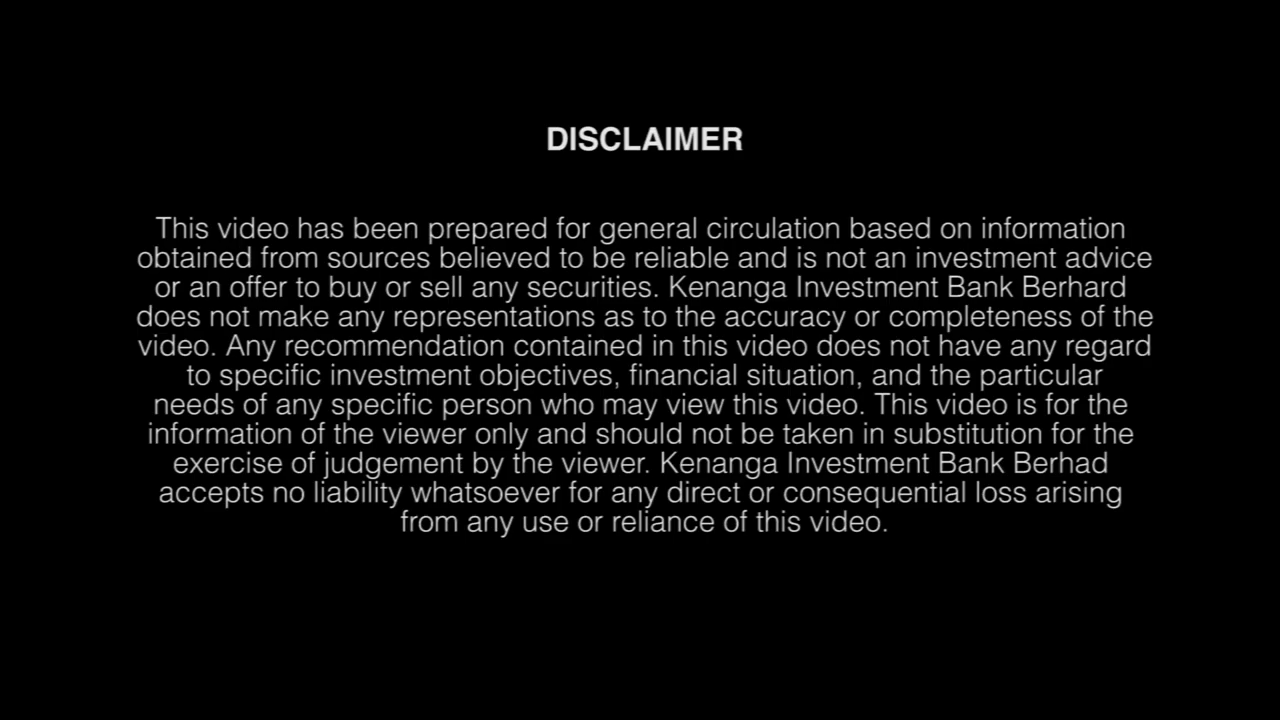 DISCLAIMER
This video has been prepared for general circulation based on information
obtained from sources believed to be reliable and is not an investment advice
or an offer to buy or sell any securities. Kenanga Investment Bank Berhard
does not make any representations as to the accuracy or completeness of the
video. Any recommendation contained in this video does not have any regard
to specific investment objectives, financial situation, and the particular
needs of any specific person who may view this video. This video is for the
information of the viewer only and should not be taken in substitution for the
exercise of judgement by the viewer. Kenanga Investment Bank Berhad
accepts no liability whatsoever for any direct or consequential loss arising
from any use or reliance of this video.